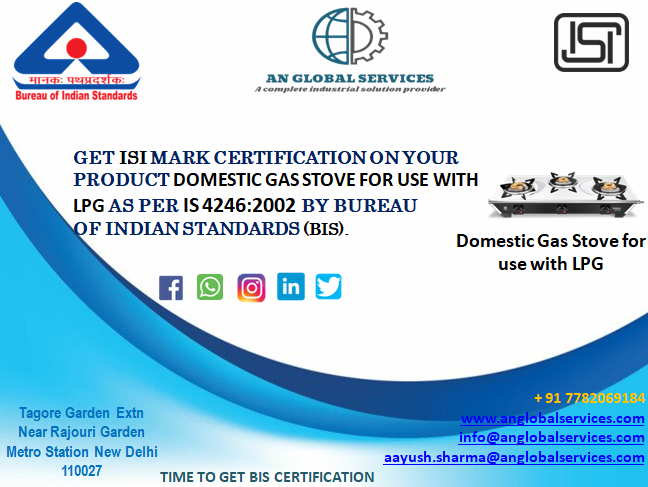 मानकः पथप्रदर्शकः
Bureau of Indian Standards
AN GLOBAL SERVICES
A complete industrial solution provider
ISI
GET ISI MARK CERTIFICATION ON YOUR
PRODUCT DOMESTIC GAS STOVE FOR USE WITH
LPG AS PER IS 4246:2002 BY BUREAU
OF INDIAN STANDARDS (BIS).
Domestic Gas Stove for
use with LPG
Tagore Garden Extn
Near Rajouri Garden
Metro Station New Delhi
110027
TIME TO GET BIS CERTIFICATION
+ 91 7782069184
www.anglobalservices.com
info@anglobalservices.com
aayush.sharma@anglobalservices.com